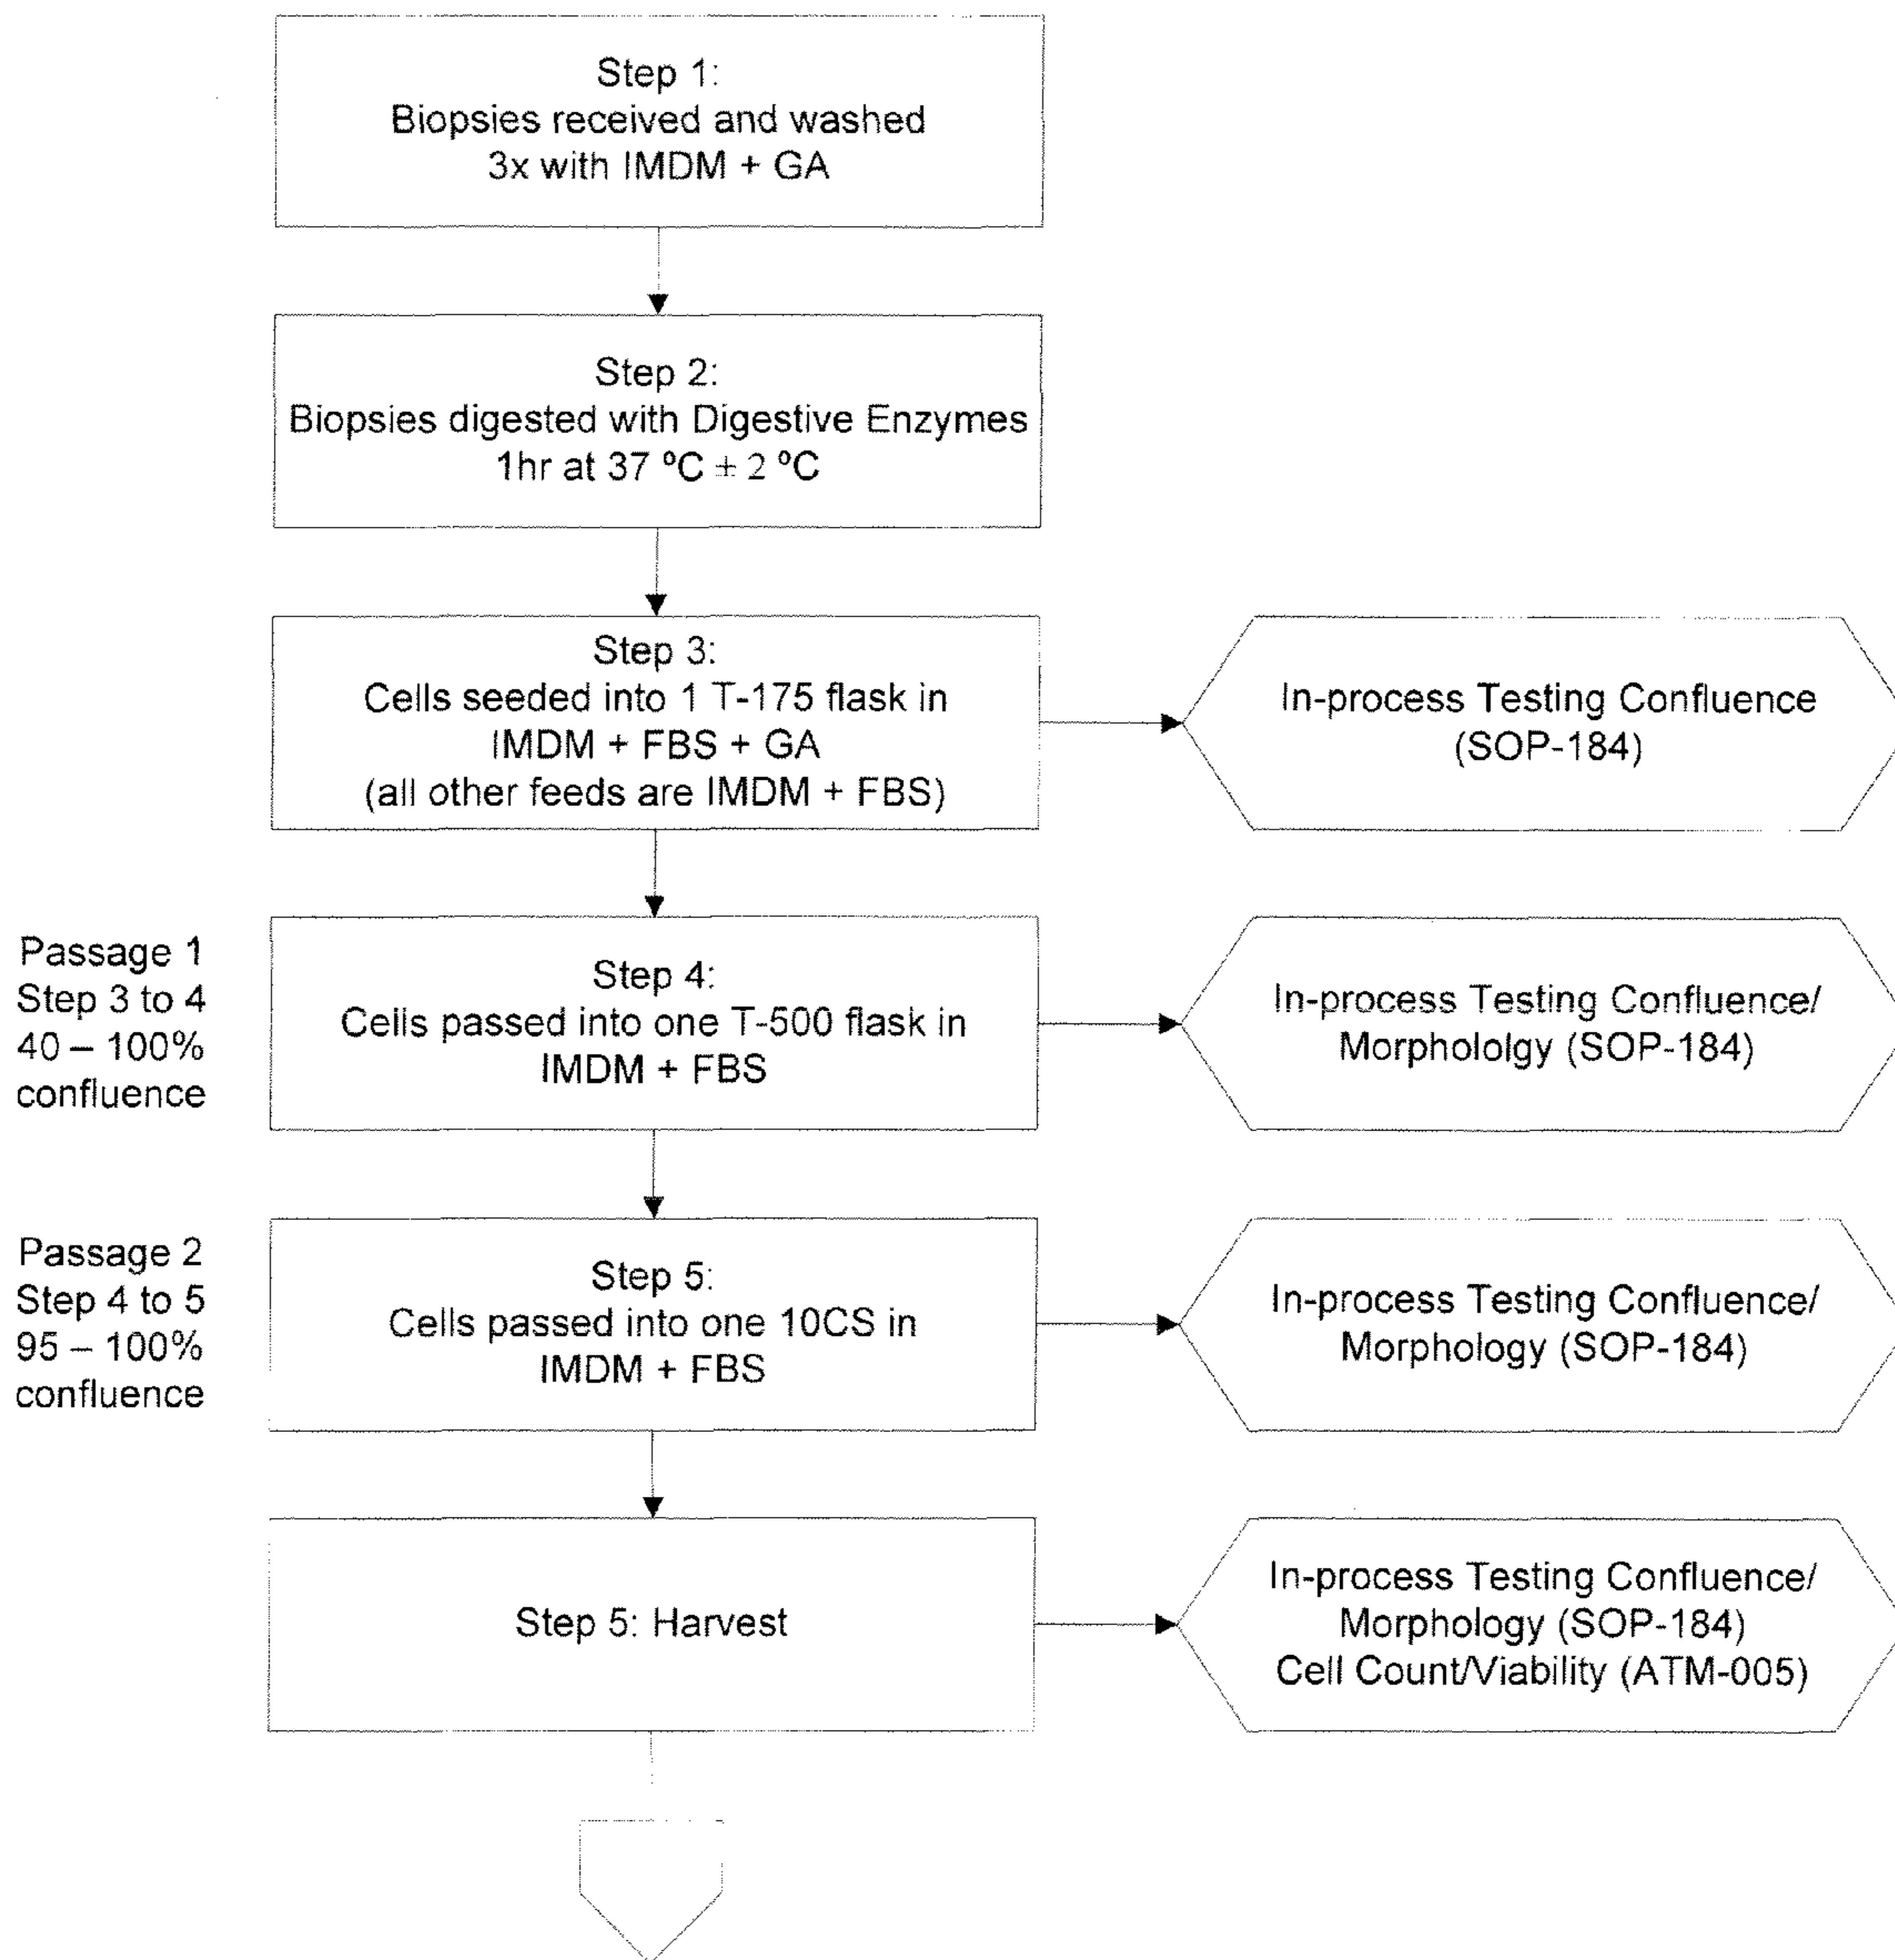 Step 1:
Biopsies received and washed
3x with IMDM + GA
Step 2:
Biopsies digested with Digestive Enzymes
1hr at 37 ºC ± 2 ºC
Step 3:
Cells seeded into 1 T-175 flask in
IMDM + FBS + GA
(all other feeds are IMDM + FBS)
In-process Testing Confluence
(SOP-184)
Passage 1
Step 3 to 4
40 – 100%
confluence
Step 4:
Cells passed into one T-500 flask in
IMDM + FBS
In-process Testing Confluence/
Morphololgy (SOP-184)
Passage 2
Step 4 to 5
95 – 100%
confluence
Step 5:
Cells passed into one 10CS in
IMDM + FBS
In-process Testing Confluence/
Morphology (SOP-184)
Step 5: Harvest
In-process Testing Confluence/
Morphology (SOP-184)
Cell Count/Viability (ATM-005)